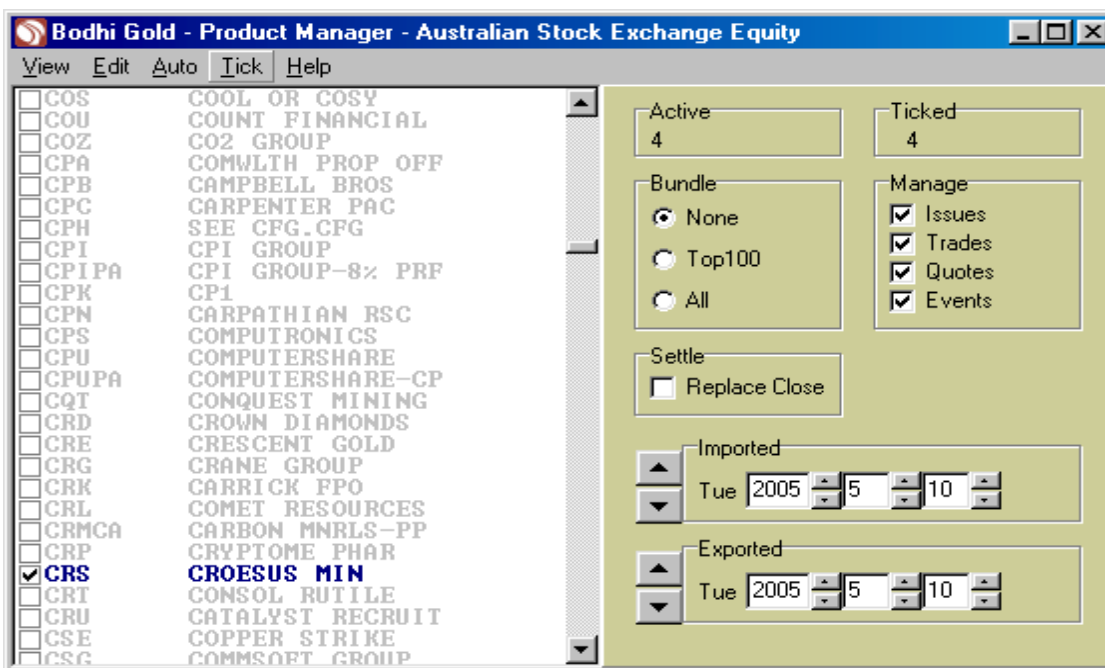 Bodhi Gold - Product Manager - Australian Stock Exchange Equity
View Edit Auto Tick Help
COS COOL OR COSY
COU COUNT FINANCIAL
COZ CO2 GROUP
CPA COMWLTH PROP OFF
CPB CAMPBELL BROS
CPC CARPENTER PAC
CPH SEE CFG.CFG
CPI CPI GROUP
CPIPA CPI GROUP-8% PRF
CPK CP1
CPN CARPATHIAN RSC
CPS COMPUTRONICS
CPU COMPUTERSHARE
CPUPA COMPUTERSHARE-CP
CQT CONQUEST MINING
CRD CROWN DIAMONDS
CRE CRESCENT GOLD
CRG CRANE GROUP
CRK CARRICK FPO
CRL COMET RESOURCES
CRMCA CARBON MNRLS-PP
CRP CRYPTOME PHAR
CRS CROESUS MIN
CRT CONSOL RUTILE
CRU CATALYST RECRUIT
CSE COPPER STRIKE
CSG COMMSOFT GROUP
Active
4
Ticked
4
Bundle
None
Top100
All
Manage
Issues
Trades
Quotes
Events
Settle
Replace Close
Imported
Tue 2005 5 10
Exported
Tue 2005 5 10